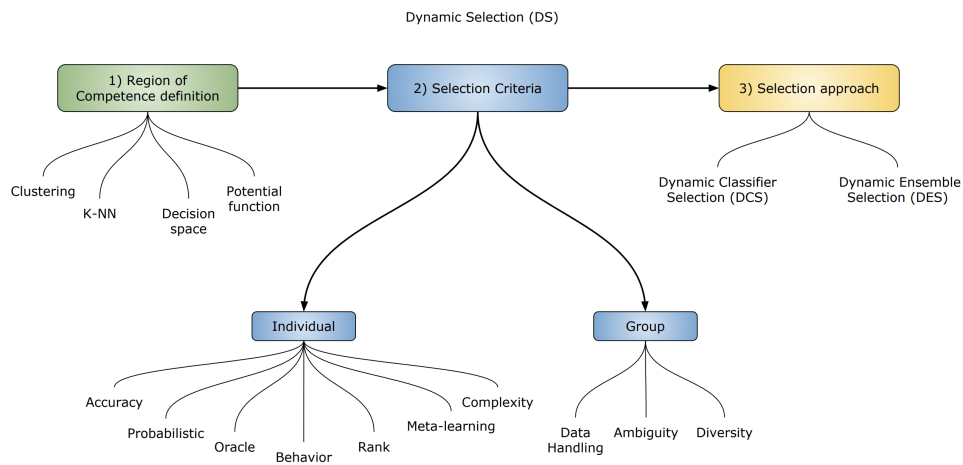 Dynamic Selection (DS)
1) Region of
Competence definition
2) Selection Criteria
3) Selection approach
Clustering
K-NN
Decision
space
Potential
function
Dynamic Classifier
Selection (DCS)
Dynamic Ensemble
Selection (DES)
Individual
Group
Accuracy
Probabilistic
Oracle
Behavior
Rank
Meta-learning
Complexity
Data
Handling
Ambiguity
Diversity